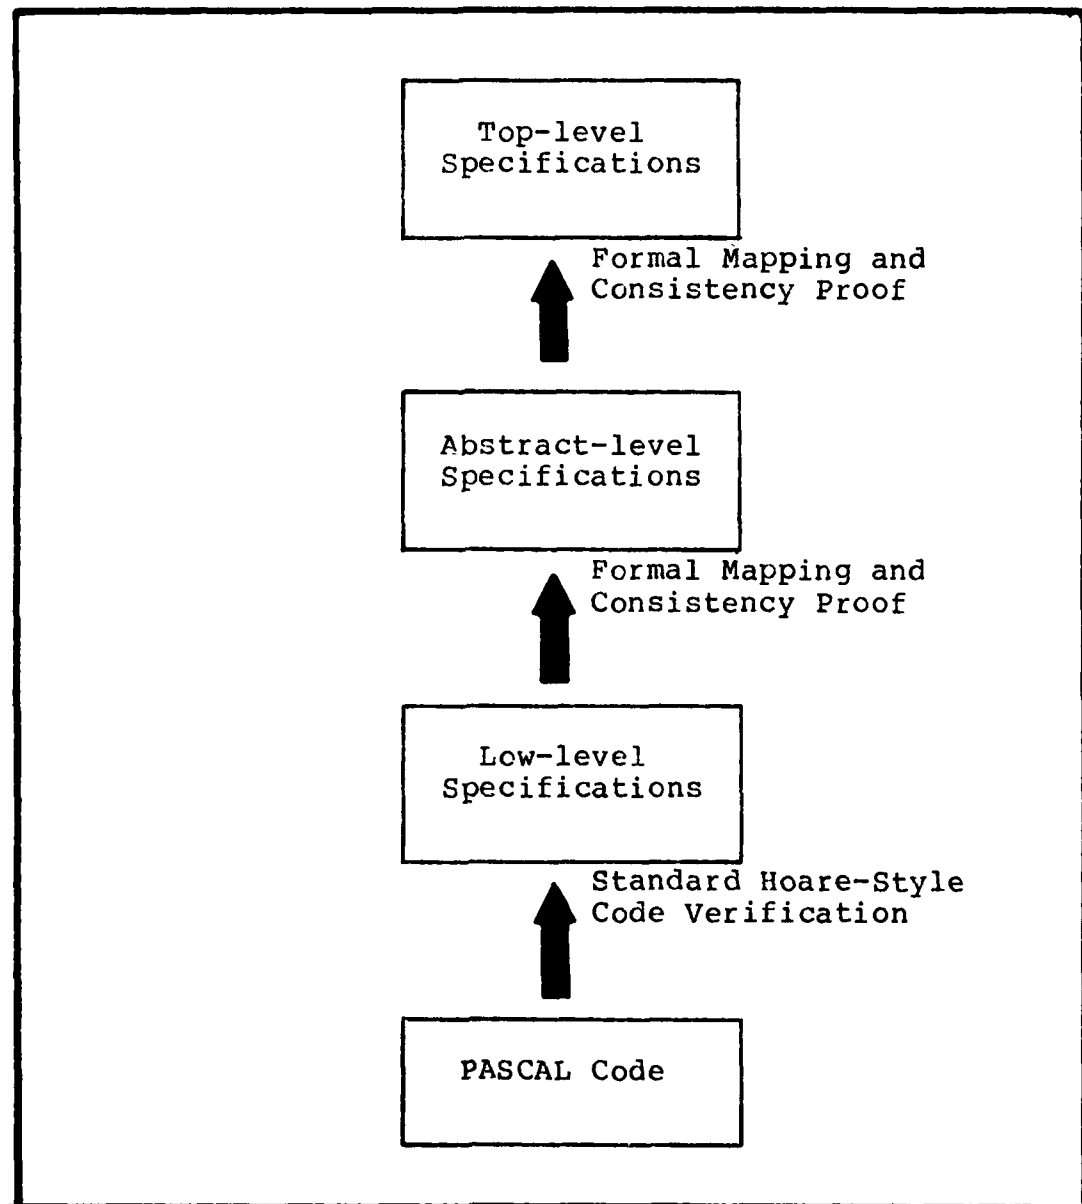 Top-level
Specifications
Formal Mapping and
Consistency Proof
Abstract-level
Specifications
Formal Mapping and
Consistency Proof
Low-level
Specifications
Standard Hoare-Style
Code Verification
PASCAL Code